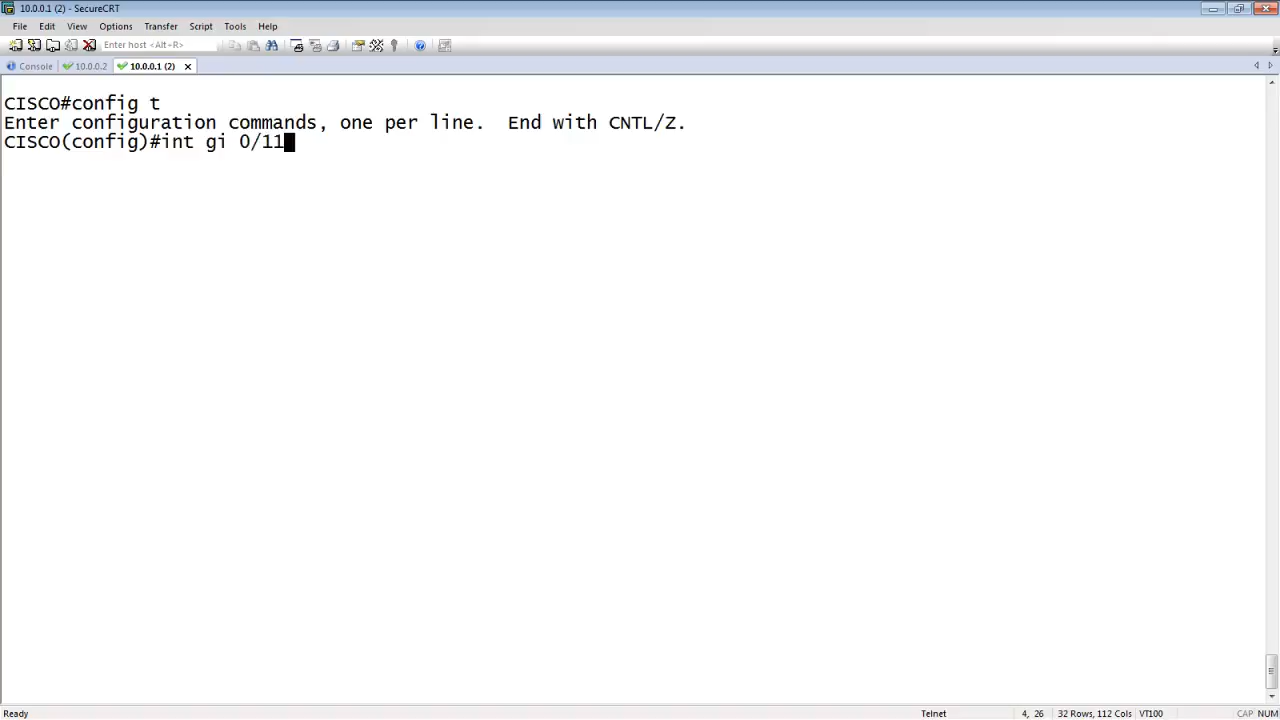 10.0.0.1 (2) - SecureCRT
File Edit View Options Transfer Script Tools Help
Enter host <Alt+R>
Console 10.0.0.2 10.0.0.1 (2)
CISCO#config t
Enter configuration commands, one per line.  End with CNTL/Z.
CISCO(config)#int gi 0/11
Ready Telnet 4, 26 32 Rows, 112 Cols VT100 CAP NUM